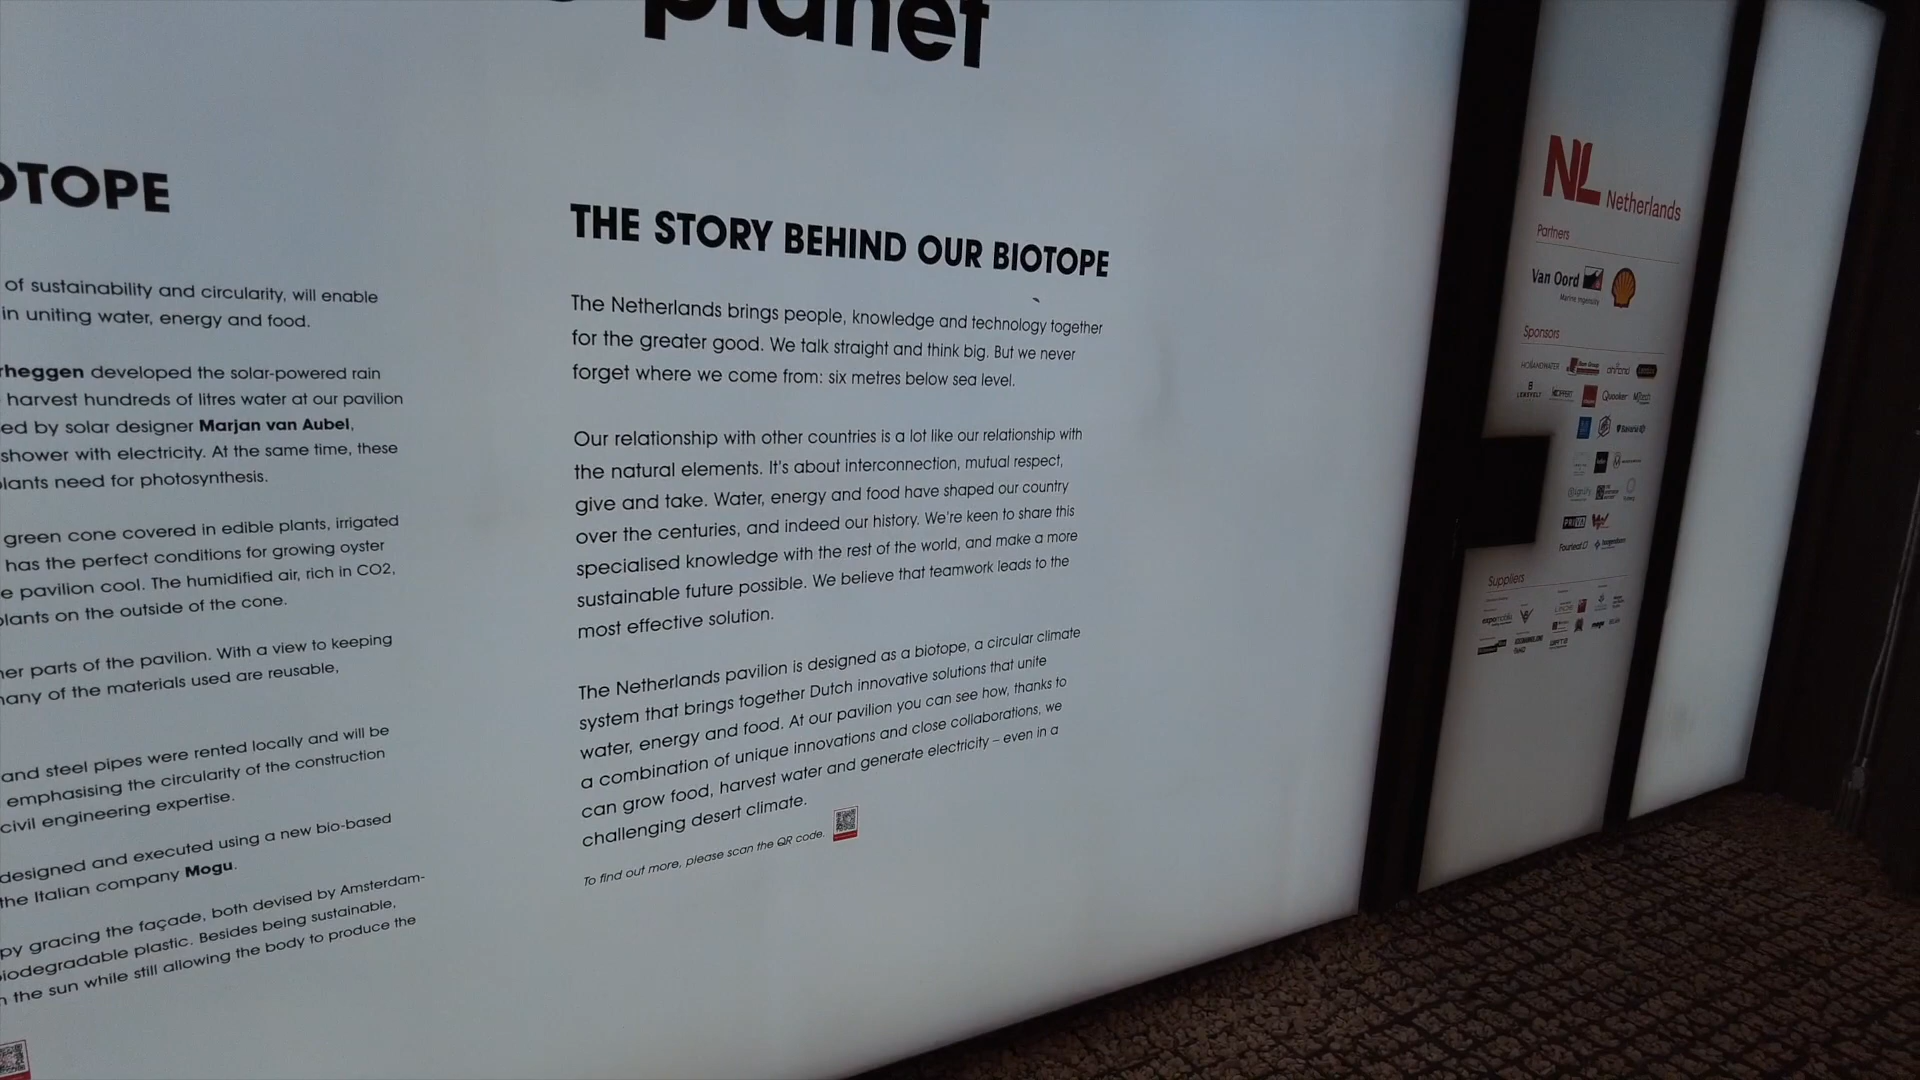 planet
OTOPE
of sustainability and circularity, will enable
in uniting water, energy and food.
rheggen developed the solar-powered rain
harvest hundreds of litres water at our pavilion
ed by solar designer Marjan van Aubel,
shower with electricity. At the same time, these
plants need for photosynthesis.
green cone covered in edible plants, irrigated
has the perfect conditions for growing oyster
e pavilion cool. The humidified air, rich in CO2,
plants on the outside of the cone.
her parts of the pavilion. With a view to keeping
many of the materials used are reusable,
and steel pipes were rented locally and will be
emphasising the circularity of the construction
civil engineering expertise.
designed and executed using a new bio-based
the Italian company Mogu.
py gracing the façade, both devised by Amsterdam-
biodegradable plastic. Besides being sustainable,
the sun while still allowing the body to produce the
THE STORY BEHIND OUR BIOTOPE
The Netherlands brings people, knowledge and technology together
for the greater good. We talk straight and think big. But we never
forget where we come from: six metres below sea level.
Our relationship with other countries is a lot like our relationship with
the natural elements. It's about interconnection, mutual respect,
give and take. Water, energy and food have shaped our country
over the centuries, and indeed our history. We're keen to share this
specialised knowledge with the rest of the world, and make a more
sustainable future possible. We believe that teamwork leads to the
most effective solution.
The Netherlands pavilion is designed as a biotope, a circular climate
system that brings together Dutch innovative solutions that unite
water, energy and food. At our pavilion you can see how, thanks to
a combination of unique innovations and close collaborations, we
can grow food, harvest water and generate electricity – even in a
challenging desert climate.
To find out more, please scan the QR code.
NL Netherlands
Partners
Van Oord
Marine ingenuity
Sponsors
HOLLANDWATER
LENSVELT KOPPERT Quooker
Bavaria
Signify
PRIVA
Fourleaf
Suppliers
expomobilia